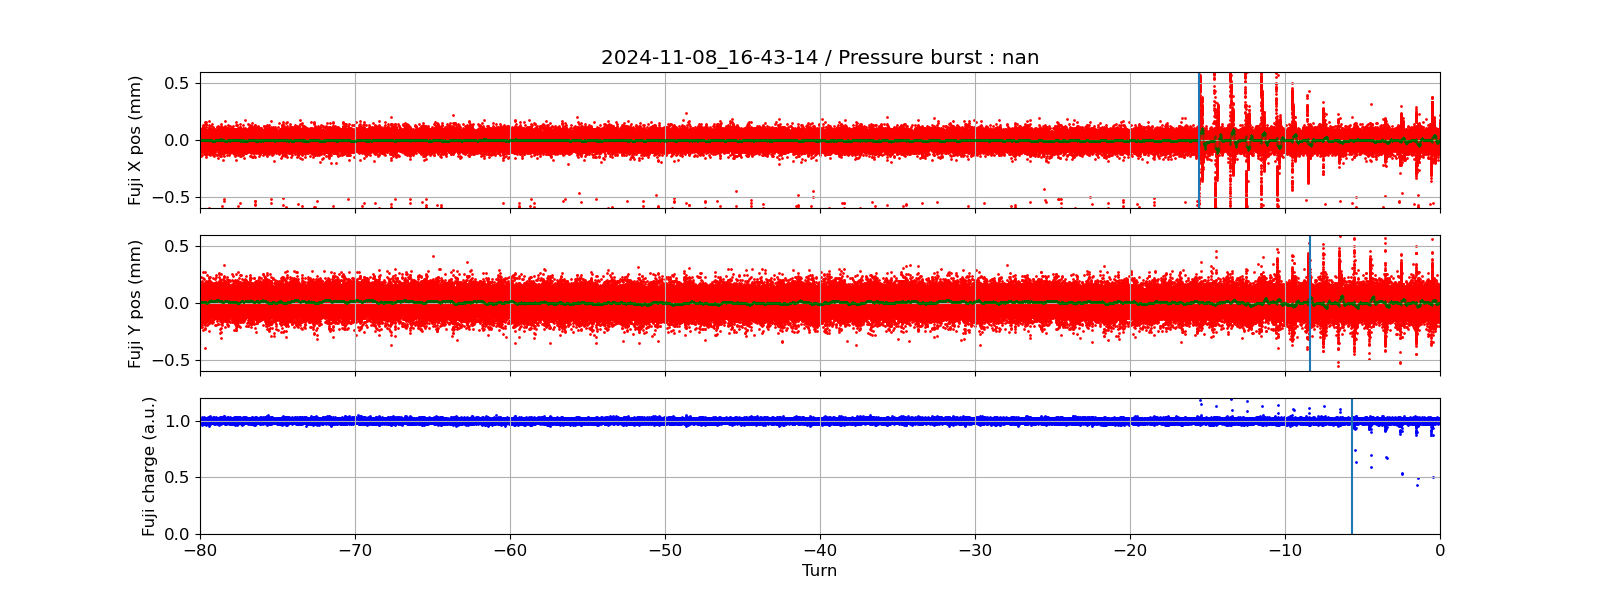 2024-11-08_16-43-14 / Pressure burst : nan
Fuji X pos (mm)
0.5
0.0
−0.5
Fuji Y pos (mm)
0.5
0.0
−0.5
Fuji charge (a.u.)
1.0
0.5
0.0
−80 −70 −60 −50 −40 −30 −20 −10 0
Turn